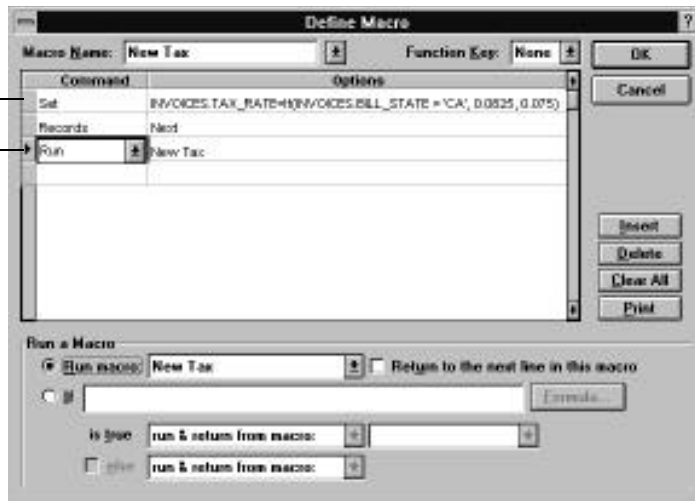 Define Macro ?
Macro Name: New Tax Function Key: None OK
Command Options Cancel
Set INVOICES.TAX_RATE=If(INVOICES.BILL_STATE = 'CA', 0.0825, 0.075)
Records Next
Run New Tax
Insert
Delete
Clear All
Print
Run a Macro
Run macro: New Tax Return to the next line in this macro
If Formula...
is true run & return from macro:
else run & return from macro: